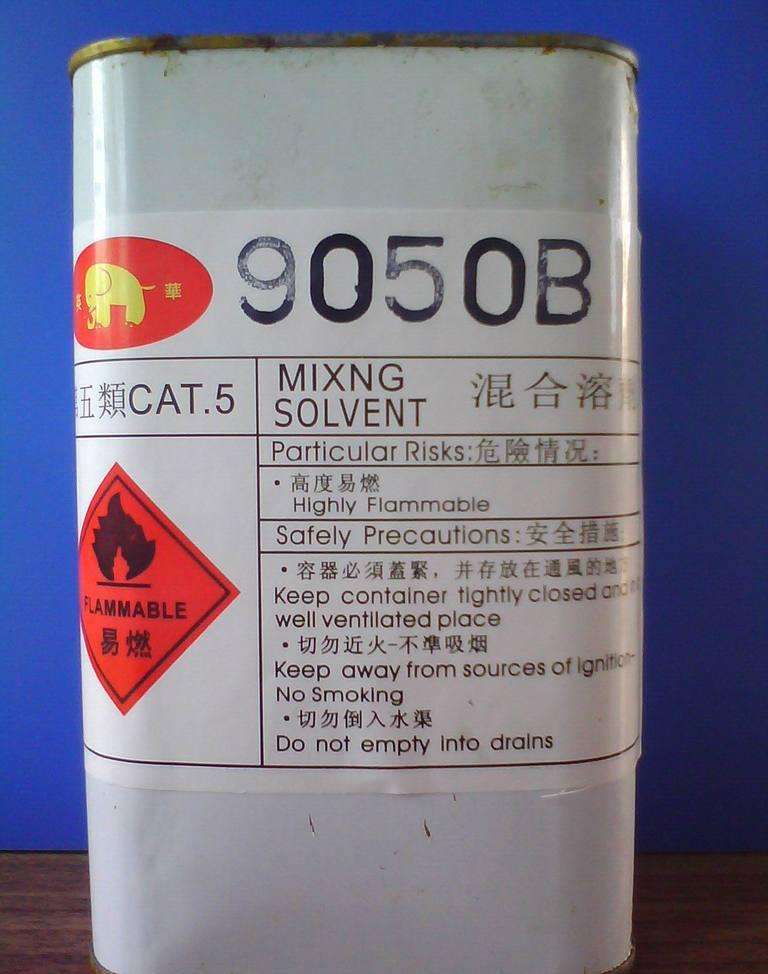 9050B
華
五類CAT.5
MIXNG
SOLVENT
混合溶
Particular Risks:危險情况:
·高度易燃
Highly Flammable
Safely Precautions:安全措施
·容器必須蓋緊,并存放在通風的地
Keep container tightly closed and
well ventilated place
·切勿近火-不準吸烟
Keep away from sources of ignition-
No Smoking
·切勿倒入水渠
Do not empty into drains
FLAMMABLE
易燃